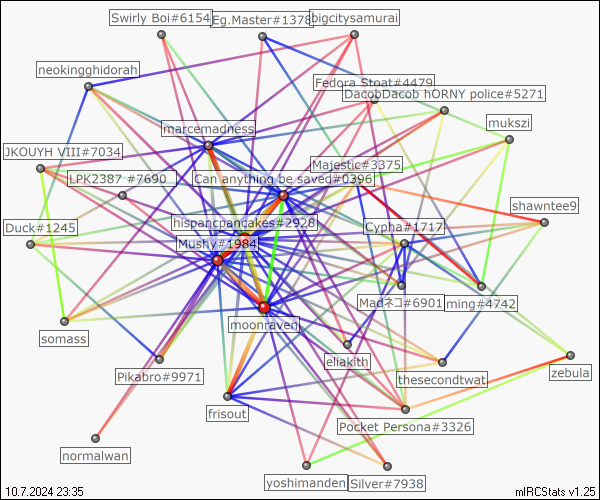 Swirly Boi#6154
Eg.Master#1378
bigcitysamurai
neokingghidorah
Fedora Stoat#4479
DacobDacob hORNY police#5271
marcemadness
mukszi
JKOUYH VIII#7034
Majestic#3375
LPK2387 #7690
Can anything be saved#0396
shawntee9
Duck#1245
hispancpancakes#2928
Cypha#1717
Mushy#1984
Madネコ#6901
ming#4742
moonraven
somass
eliakith
zebula
Pikabro#9971
thesecondtwat
frisout
Pocket Persona#3326
normalwan
yoshimanden
Silver#7938
10.7.2024 23:35
mIRCStats v1.25